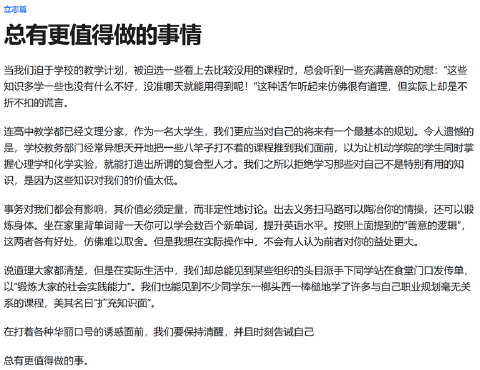 立志篇
总有更值得做的事情
当我们迫于学校的教学计划，被迫选一些看上去比较没用的课程时，总会听到一些充满善意的劝慰："这些
知识多学一些也没有什么不好，没准哪天就能用得到呢！"这种话乍听起来仿佛很有道理，但实际上却是不
折不扣的谎言。
连高中教学都已经文理分家，作为一名大学生，我们更应当对自己的将来有一个最基本的规划。令人遗憾的
是，学校教务部门经常异想天开地把一些八竿子打不着的课程推到我们面前，以为让机动学院的学生同时掌
握心理学和化学实验，就能打造出所谓的复合型人才。我们之所以拒绝学习那些对自己不是特别有用的知
识，是因为这些知识对我们的价值太低。
事务对我们都会有影响，其价值必须定量，而非定性地讨论。出去义务扫马路可以陶冶你的情操，还可以锻
炼身体。坐在家里背单词背一天你可以学会数百个新单词，提升英语水平。按照上面提到的"善意的逻辑"，
这两者各有好处，仿佛难以取舍。但是我想在实际操作中，不会有人认为前者对你的益处更大。
说道理大家都清楚，但是在实际生活中，我们却总能见到某些组织的头目派手下同学站在食堂门口发传单，
以"锻炼大家的社会实践能力"。我们也能见到不少同学东一榔头西一棒槌地学了许多与自己职业规划毫无关
系的课程，美其名曰"扩充知识面"。
在打着各种华丽口号的诱惑面前，我们要保持清醒，并且时刻告诫自己
总有更值得做的事。